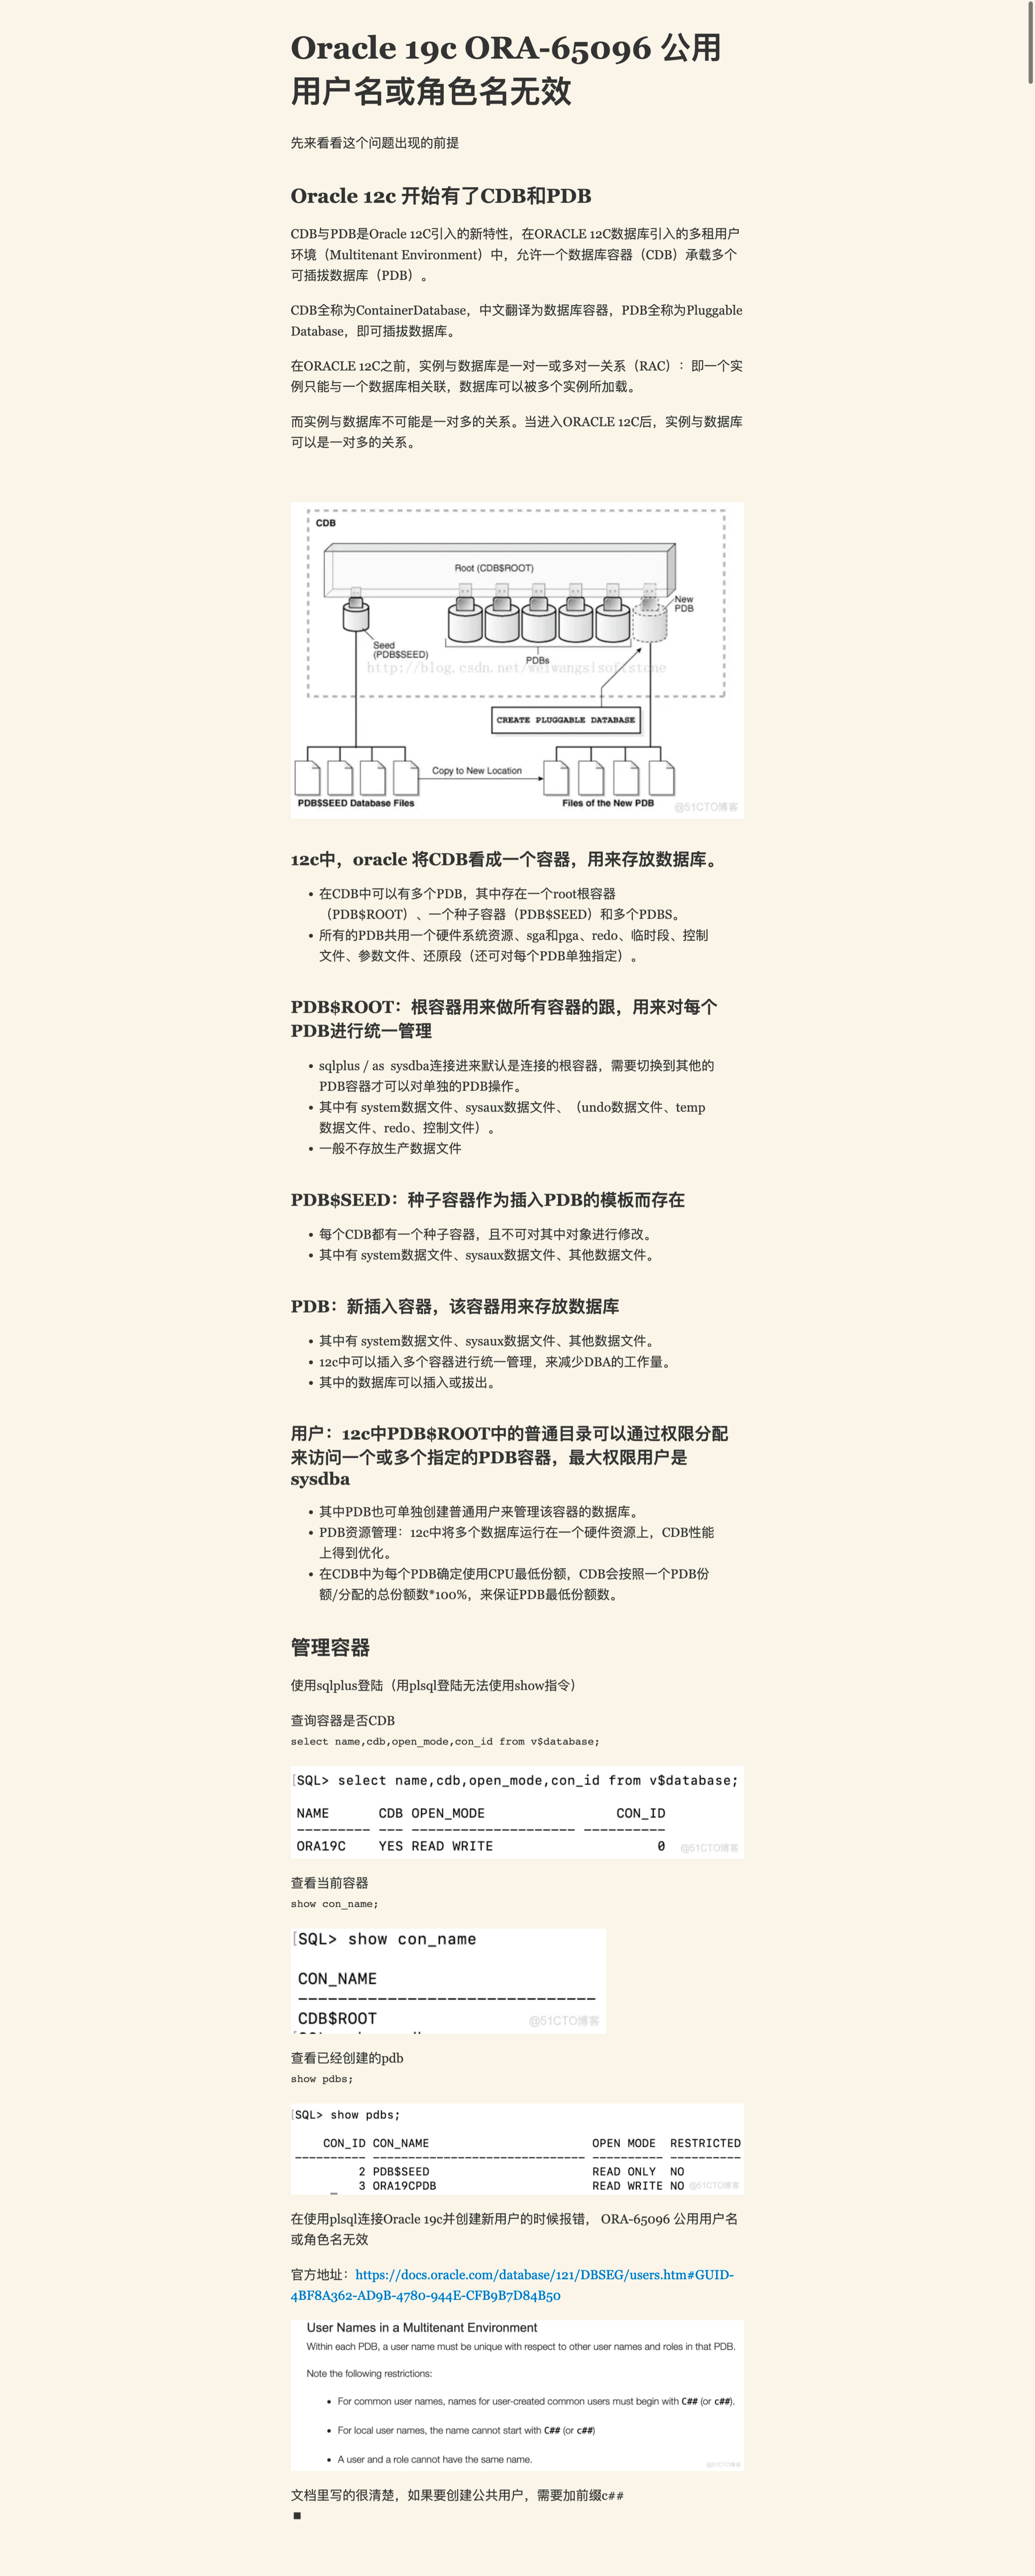 Oracle 19c ORA-65096 公用
用户名或角色名无效
先来看看这个问题出现的前提
Oracle 12c 开始有了CDB和PDB
CDB与PDB是Oracle 12C引入的新特性，在ORACLE 12C数据库引入的多租用户
环境（Multitenant Environment）中，允许一个数据库容器（CDB）承载多个
可插拔数据库（PDB）。
CDB全称为ContainerDatabase，中文翻译为数据库容器，PDB全称为Pluggable
Database，即可插拔数据库。
在ORACLE 12C之前，实例与数据库是一对一或多对一关系（RAC）：即一个实
例只能与一个数据库相关联，数据库可以被多个实例所加载。
而实例与数据库不可能是一对多的关系。当进入ORACLE 12C后，实例与数据库
可以是一对多的关系。
CDB
Root (CDB$ROOT)
New
PDB
Seed
(PDB$SEED)
PDBs
http://blog.csdn.net/weiwangsisoftstone
CREATE PLUGGABLE DATABASE
Copy to New Location
PDB$SEED Database Files
Files of the New PDB
@51CTO博客
12c中，oracle 将CDB看成一个容器，用来存放数据库。
• 在CDB中可以有多个PDB，其中存在一个root根容器
（PDB$ROOT）、一个种子容器（PDB$SEED）和多个PDBS。
• 所有的PDB共用一个硬件系统资源、sga和pga、redo、临时段、控制
文件、参数文件、还原段（还可对每个PDB单独指定）。
PDB$ROOT：根容器用来做所有容器的跟，用来对每个
PDB进行统一管理
• sqlplus / as sysdba连接进来默认是连接的根容器，需要切换到其他的
PDB容器才可以对单独的PDB操作。
• 其中有 system数据文件、sysaux数据文件、（undo数据文件、temp
数据文件、redo、控制文件）。
• 一般不存放生产数据文件
PDB$SEED：种子容器作为插入PDB的模板而存在
• 每个CDB都有一个种子容器，且不可对其中对象进行修改。
• 其中有 system数据文件、sysaux数据文件、其他数据文件。
PDB：新插入容器，该容器用来存放数据库
• 其中有 system数据文件、sysaux数据文件、其他数据文件。
• 12c中可以插入多个容器进行统一管理，来减少DBA的工作量。
• 其中的数据库可以插入或拔出。
用户：12c中PDB$ROOT中的普通目录可以通过权限分配
来访问一个或多个指定的PDB容器，最大权限用户是
sysdba
• 其中PDB也可单独创建普通用户来管理该容器的数据库。
• PDB资源管理：12c中将多个数据库运行在一个硬件资源上，CDB性能
上得到优化。
• 在CDB中为每个PDB确定使用CPU最低份额，CDB会按照一个PDB份
额/分配的总份额数*100%，来保证PDB最低份额数。
管理容器
使用sqlplus登陆（用plsql登陆无法使用show指令）
查询容器是否CDB
select name,cdb,open_mode,con_id from v$database;
[SQL> select name,cdb,open_mode,con_id from v$database;
NAME CDB OPEN_MODE CON_ID
--------- --- -------------------- ----------
ORA19C YES READ WRITE 0
@51CTO博客
查看当前容器
show con_name;
[SQL> show con_name
CON_NAME
------------------------------
CDB$ROOT
@51CTO博客
查看已经创建的pdb
show pdbs;
[SQL> show pdbs;
CON_ID CON_NAME OPEN MODE RESTRICTED
---------- ------------------------------ ---------- ----------
2 PDB$SEED READ ONLY NO
3 ORA19CPDB READ WRITE NO
@51CTO博客
在使用plsql连接Oracle 19c并创建新用户的时候报错， ORA-65096 公用用户名
或角色名无效
官方地址：https://docs.oracle.com/database/121/DBSEG/users.htm#GUID-
4BF8A362-AD9B-4780-944E-CFB9B7D84B50
User Names in a Multitenant Environment
Within each PDB, a user name must be unique with respect to other user names and roles in that PDB.
Note the following restrictions:
• For common user names, names for user-created common users must begin with C## (or c##).
• For local user names, the name cannot start with C## (or c##)
• A user and a role cannot have the same name.
@51CTO博客
文档里写的很清楚，如果要创建公共用户，需要加前缀c##